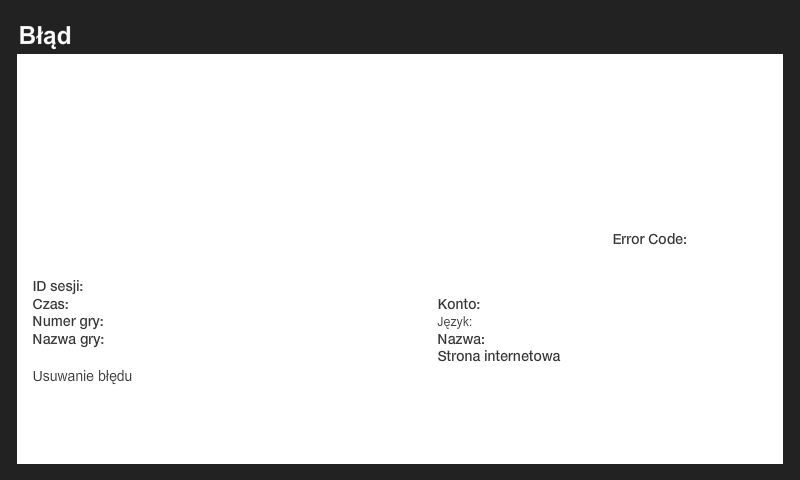 Błąd
Error Code:
ID sesji:
Czas:
Numer gry:
Nazwa gry:
Konto:
Język:
Nazwa:
Strona internetowa
Usuwanie błędu